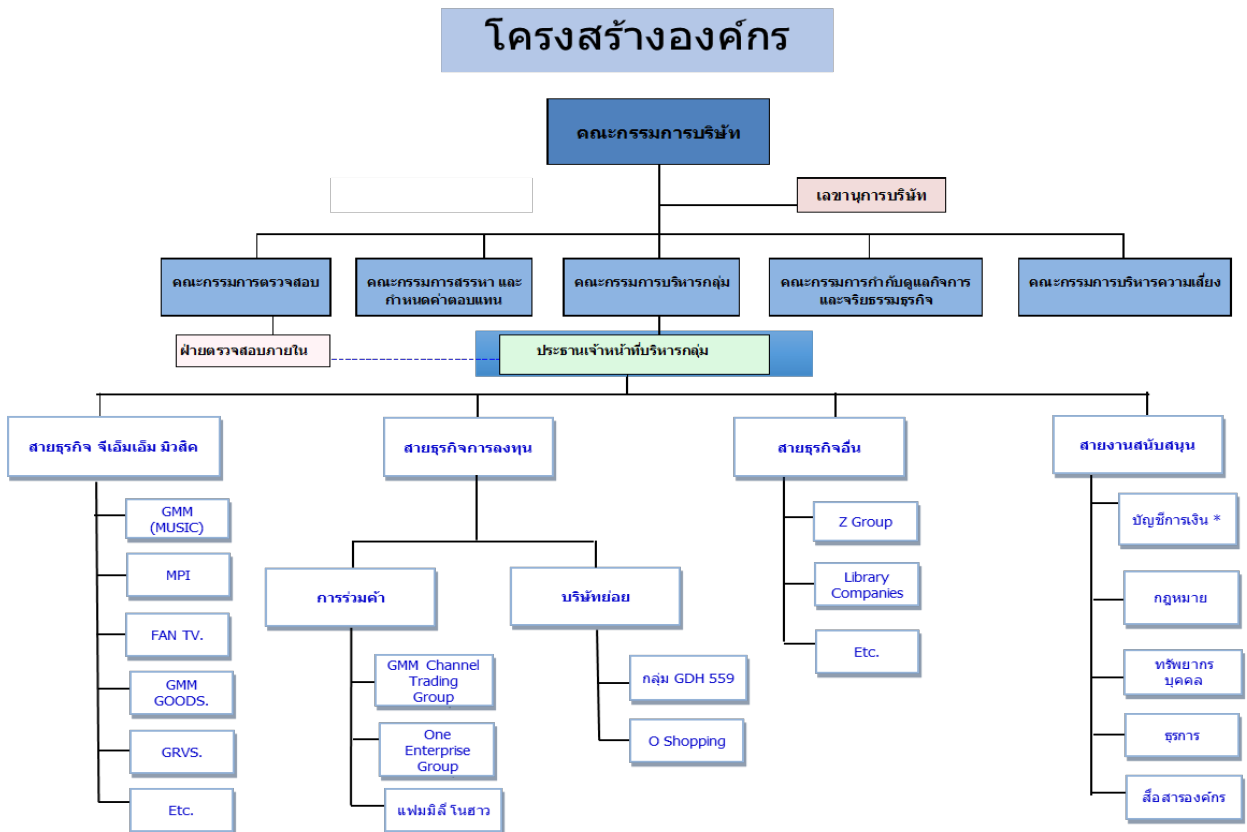 โครงสร้างองค์กร
คณะกรรมการบริษัท
เลขานุการบริษัท
คณะกรรมการตรวจสอบ
คณะกรรมการสรรหา และ
กำหนดค่าตอบแทน
คณะกรรมการบริหารกลุ่ม
คณะกรรมการกำกับดูแลกิจการ
และจริยธรรมธุรกิจ
คณะกรรมการบริหารความเสี่ยง
ฝ่ายตรวจสอบภายใน
ประธานเจ้าหน้าที่บริหารกลุ่ม
สายธุรกิจ จีเอ็มเอ็ม มิวสิค
สายธุรกิจการลงทุน
สายธุรกิจอื่น
สายงานสนับสนุน
GMM
(MUSIC)
MPI
FAN TV.
GMM
GOODS.
GRVS.
Etc.
การร่วมค้า
บริษัทย่อย
GMM Channel
Trading
Group
One
Enterprise
Group
แฟมมิลี่ โนฮาว
กลุ่ม GDH 559
O Shopping
Z Group
Library
Companies
Etc.
บัญชีการเงิน *
กฎหมาย
ทรัพยากร
บุคคล
ธุรการ
สื่อสารองค์กร